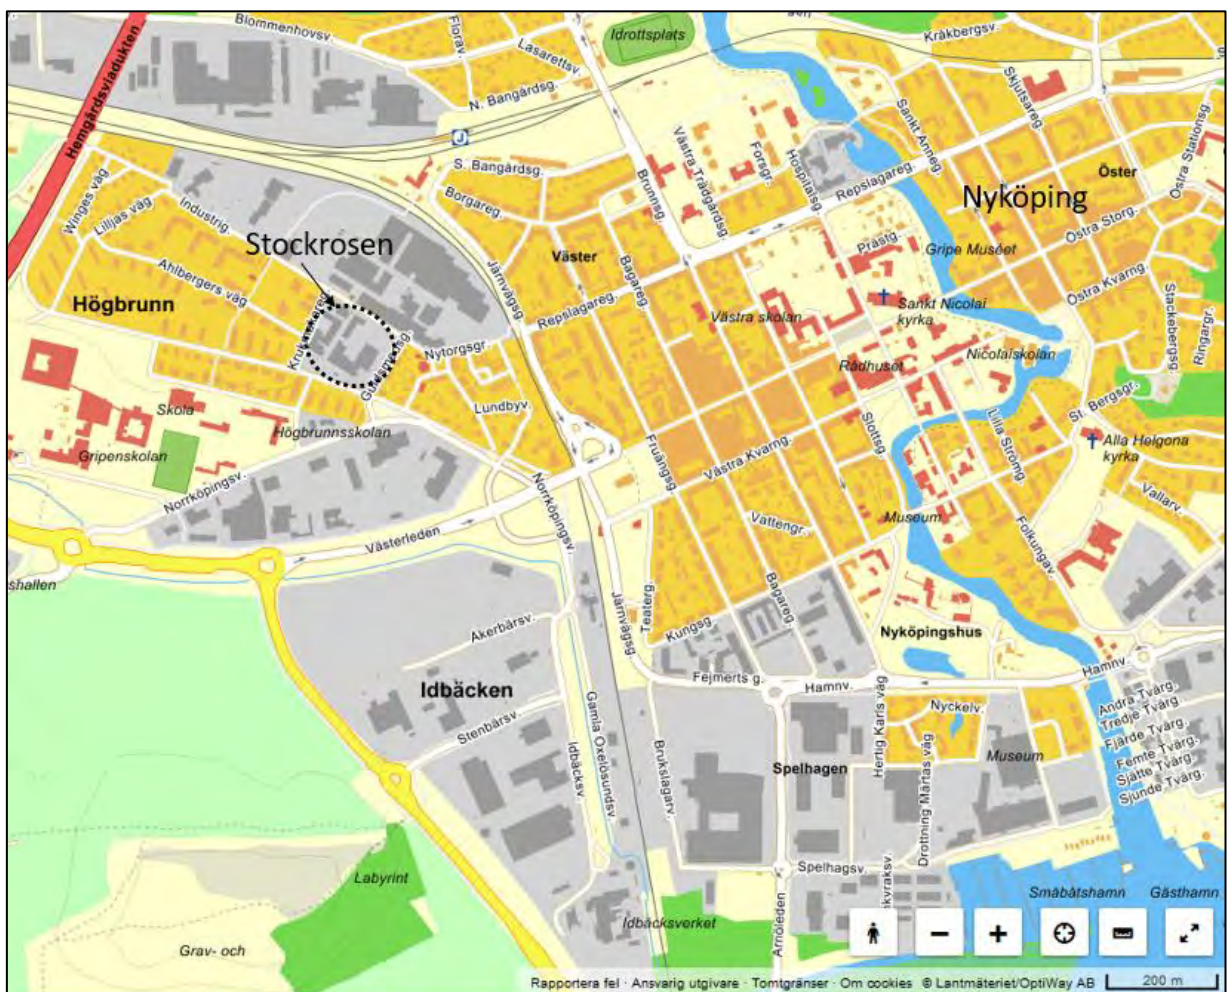 Blommenhovsv.
Florav.
Lasarettsv.
Idrottsplats
Kråkbergsv.
Hemgårdsviadukten
N. Bangårdsg.
Skjutsareg.
Sankt Anneg.
J
Västra Trädgårdsg.
Forsgr.
Hospitalsg.
Östra Stationsg.
S. Bangårdsg.
Brunnsg.
Repslagareg.
Öster
Winges väg
Lilljas väg
Industrig.
Borgareg.
Nyköping
Östra Storg.
Stockrosen
Prästg.
Gripe Muséet
Ahlbergers väg
Väster
Bagareg.
Järnvägsg.
Östra Kvarng.
Högbrunn
Repslagareg.
Västra skolan
Sankt Nicolai
kyrka
Stackebergsg.
Ringargr.
Nytorgsgr.
Rådhuset
Nicolaiskolan
Skola
Lundbyv.
St. Bergsgr.
Högbrunnsskolan
Slottsg.
Lilla Strömg.
Gripenskolan
Fruängsg.
Västra Kvarng.
Alla Helgona
kyrka
Norrköpingsv.
Norrköpingsv.
Vallarv.
Västerleden
Vattengr.
Museum
Folkungav.
shallen
Järnvägsg.
Teaterg.
Bagareg.
Åkerbärsv.
Kungsg.
Nyköpingshus
Idbäcken
Fejmerts g.
Hamnv.
Hamnv.
Stenbärsv.
Gamla Oxelösundsv.
Idbäcksv.
Brukslagarv.
Hertig Karls väg
Nyckelv.
Andra Tvärg.
Tredje Tvärg.
Fjärde Tvärg.
Femte Tvärg.
Sjätte Tvärg.
Sjunde Tvärg.
Spelhagen
Museum
Drottning Märtas väg
Labyrint
Spelhagsv.
Småbåtshamn
Gästhamn
Idbäcksverket
Arnöleden
Grav- och
Rapportera fel · Ansvarig utgivare · Tomtgränser · Om cookies © Lantmäteriet/OptiWay AB 200 m